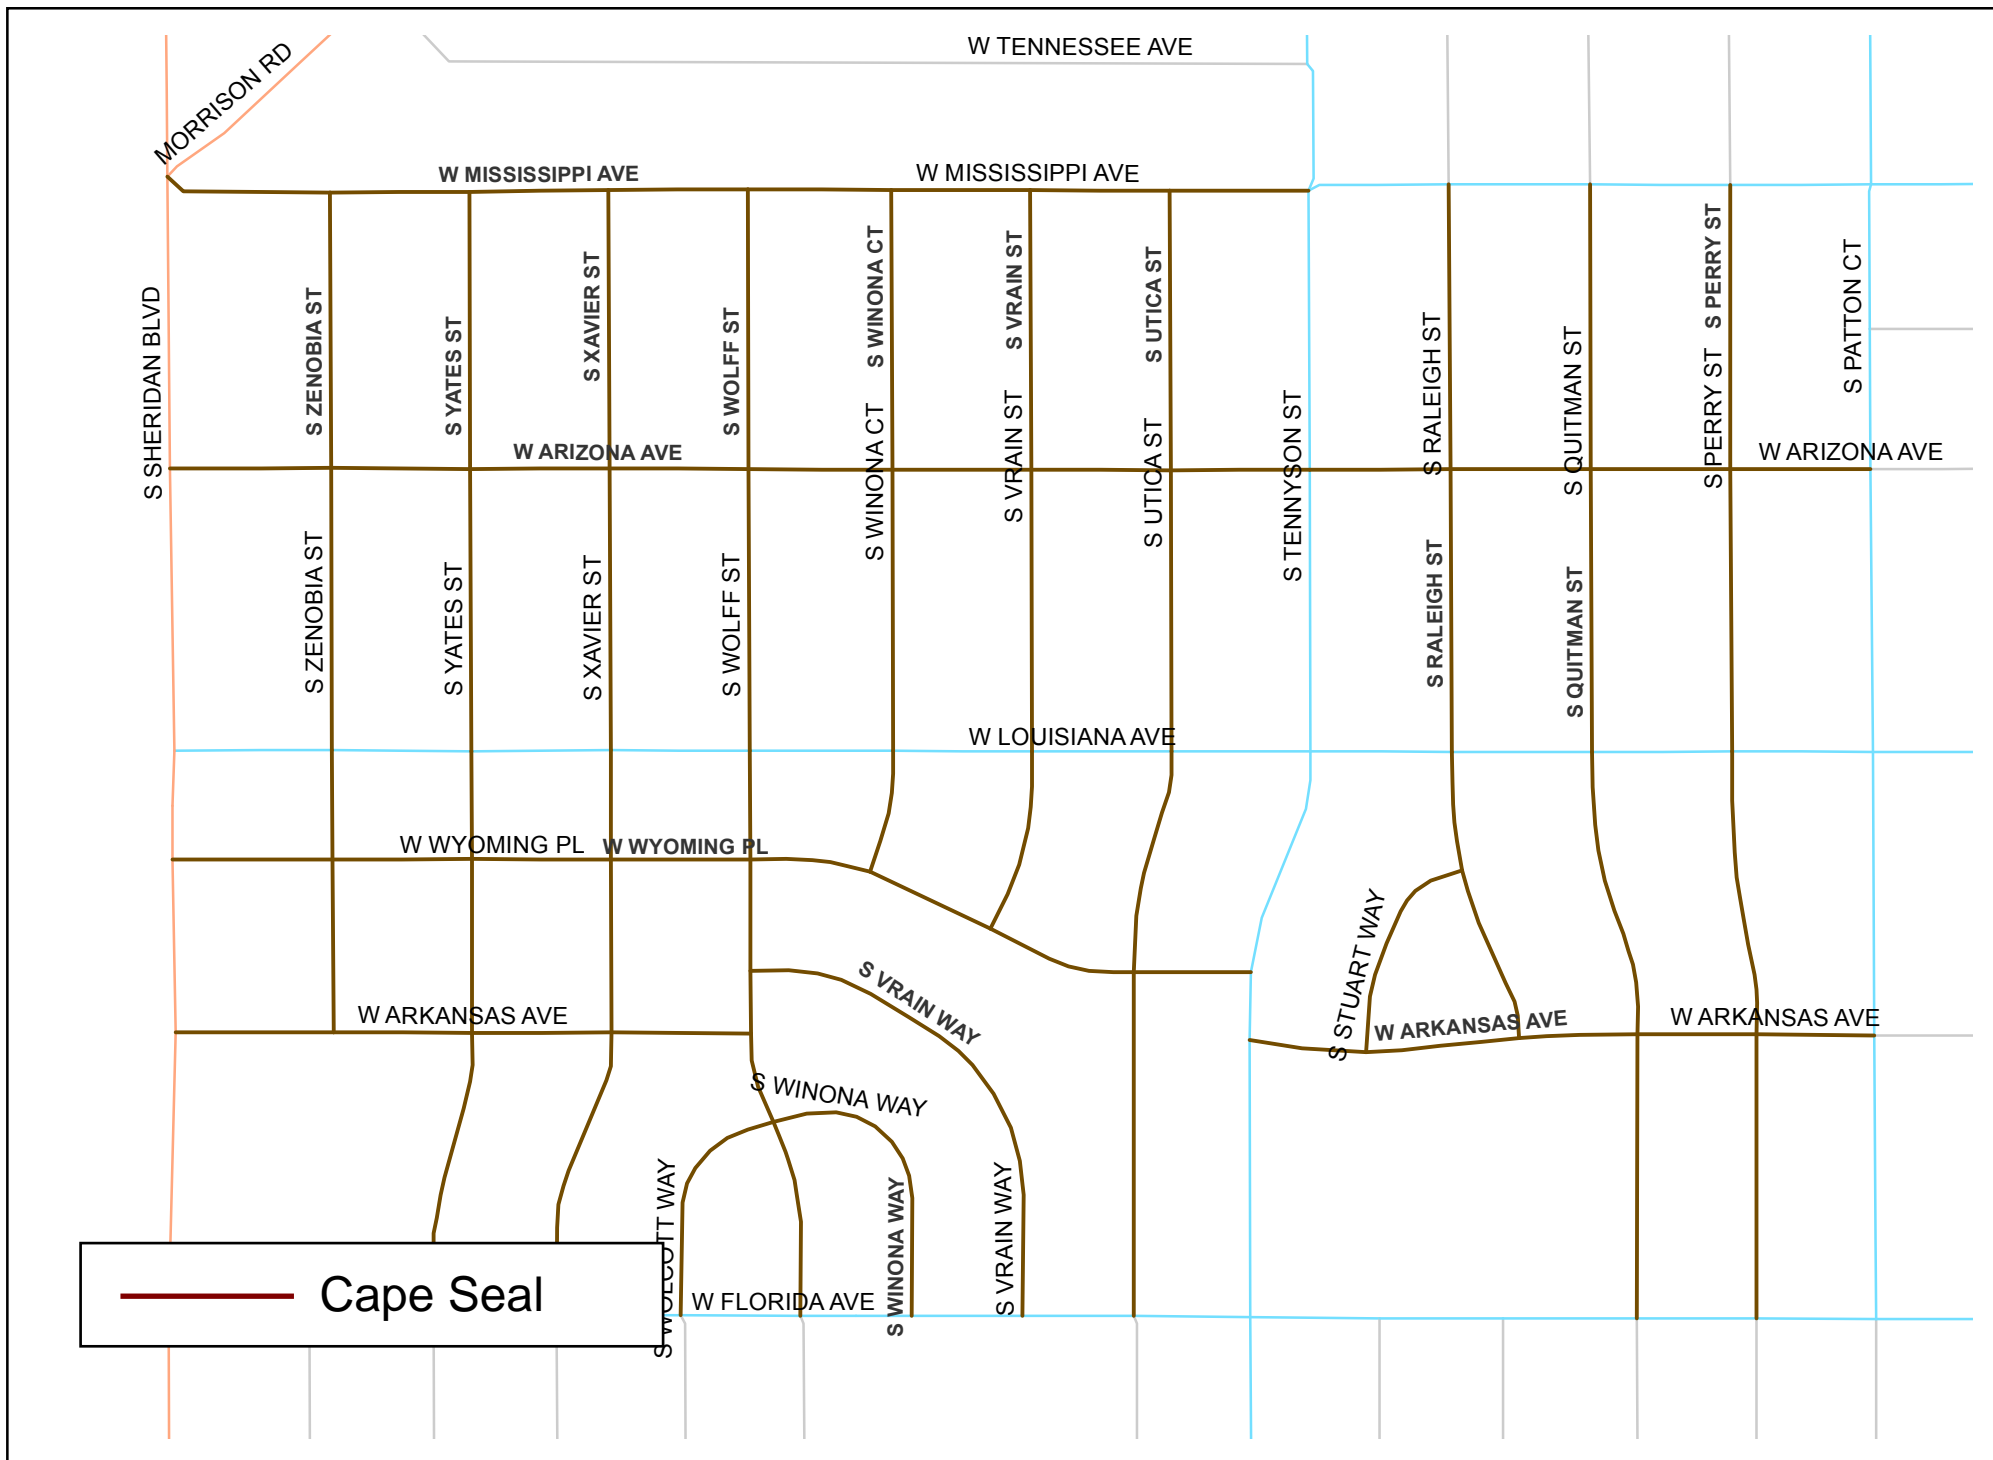 W TENNESSEE AVE
MORRISON RD
W MISSISSIPPI AVE
W MISSISSIPPI AVE
S SHERIDAN BLVD
S ZENOBIA ST
S YATES ST
S XAVIER ST
S WOLFF ST
S WINONA CT
S VRAIN ST
S UTICA ST
S PERRY ST
S PATTON CT
S RALEIGH ST
S QUITMAN ST
S PERRY ST
S WINONA CT
S VRAIN ST
S UTICA ST
S TENNYSON ST
W ARIZONA AVE
W ARIZONA AVE
S ZENOBIA ST
S YATES ST
S XAVIER ST
S WOLFF ST
S RALEIGH ST
S QUITMAN ST
W LOUISIANA AVE
W WYOMING PL
W WYOMING PL
S STUART WAY
S VRAIN WAY
W ARKANSAS AVE
W ARKANSAS AVE
W ARKANSAS AVE
S WINONA WAY
S WOLCOTT WAY
S WINONA WAY
S VRAIN WAY
W FLORIDA AVE
Cape Seal